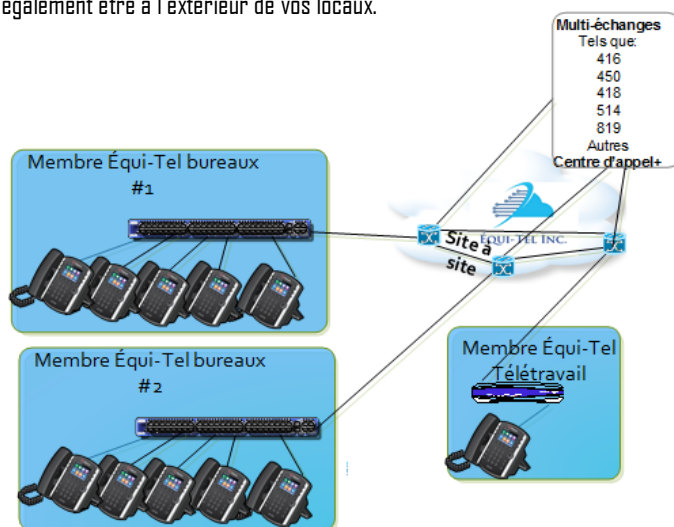 également être à l'extérieur de vos locaux.
Multi-échanges
Tels que:
416
450
418
514
819
Autres
Centre d'appel+
Membre Équi-Tel bureaux
#1
Site à
site
ÉQUI-TEL INC.
Membre Équi-Tel bureaux
#2
Membre Équi-Tel
Télétravail